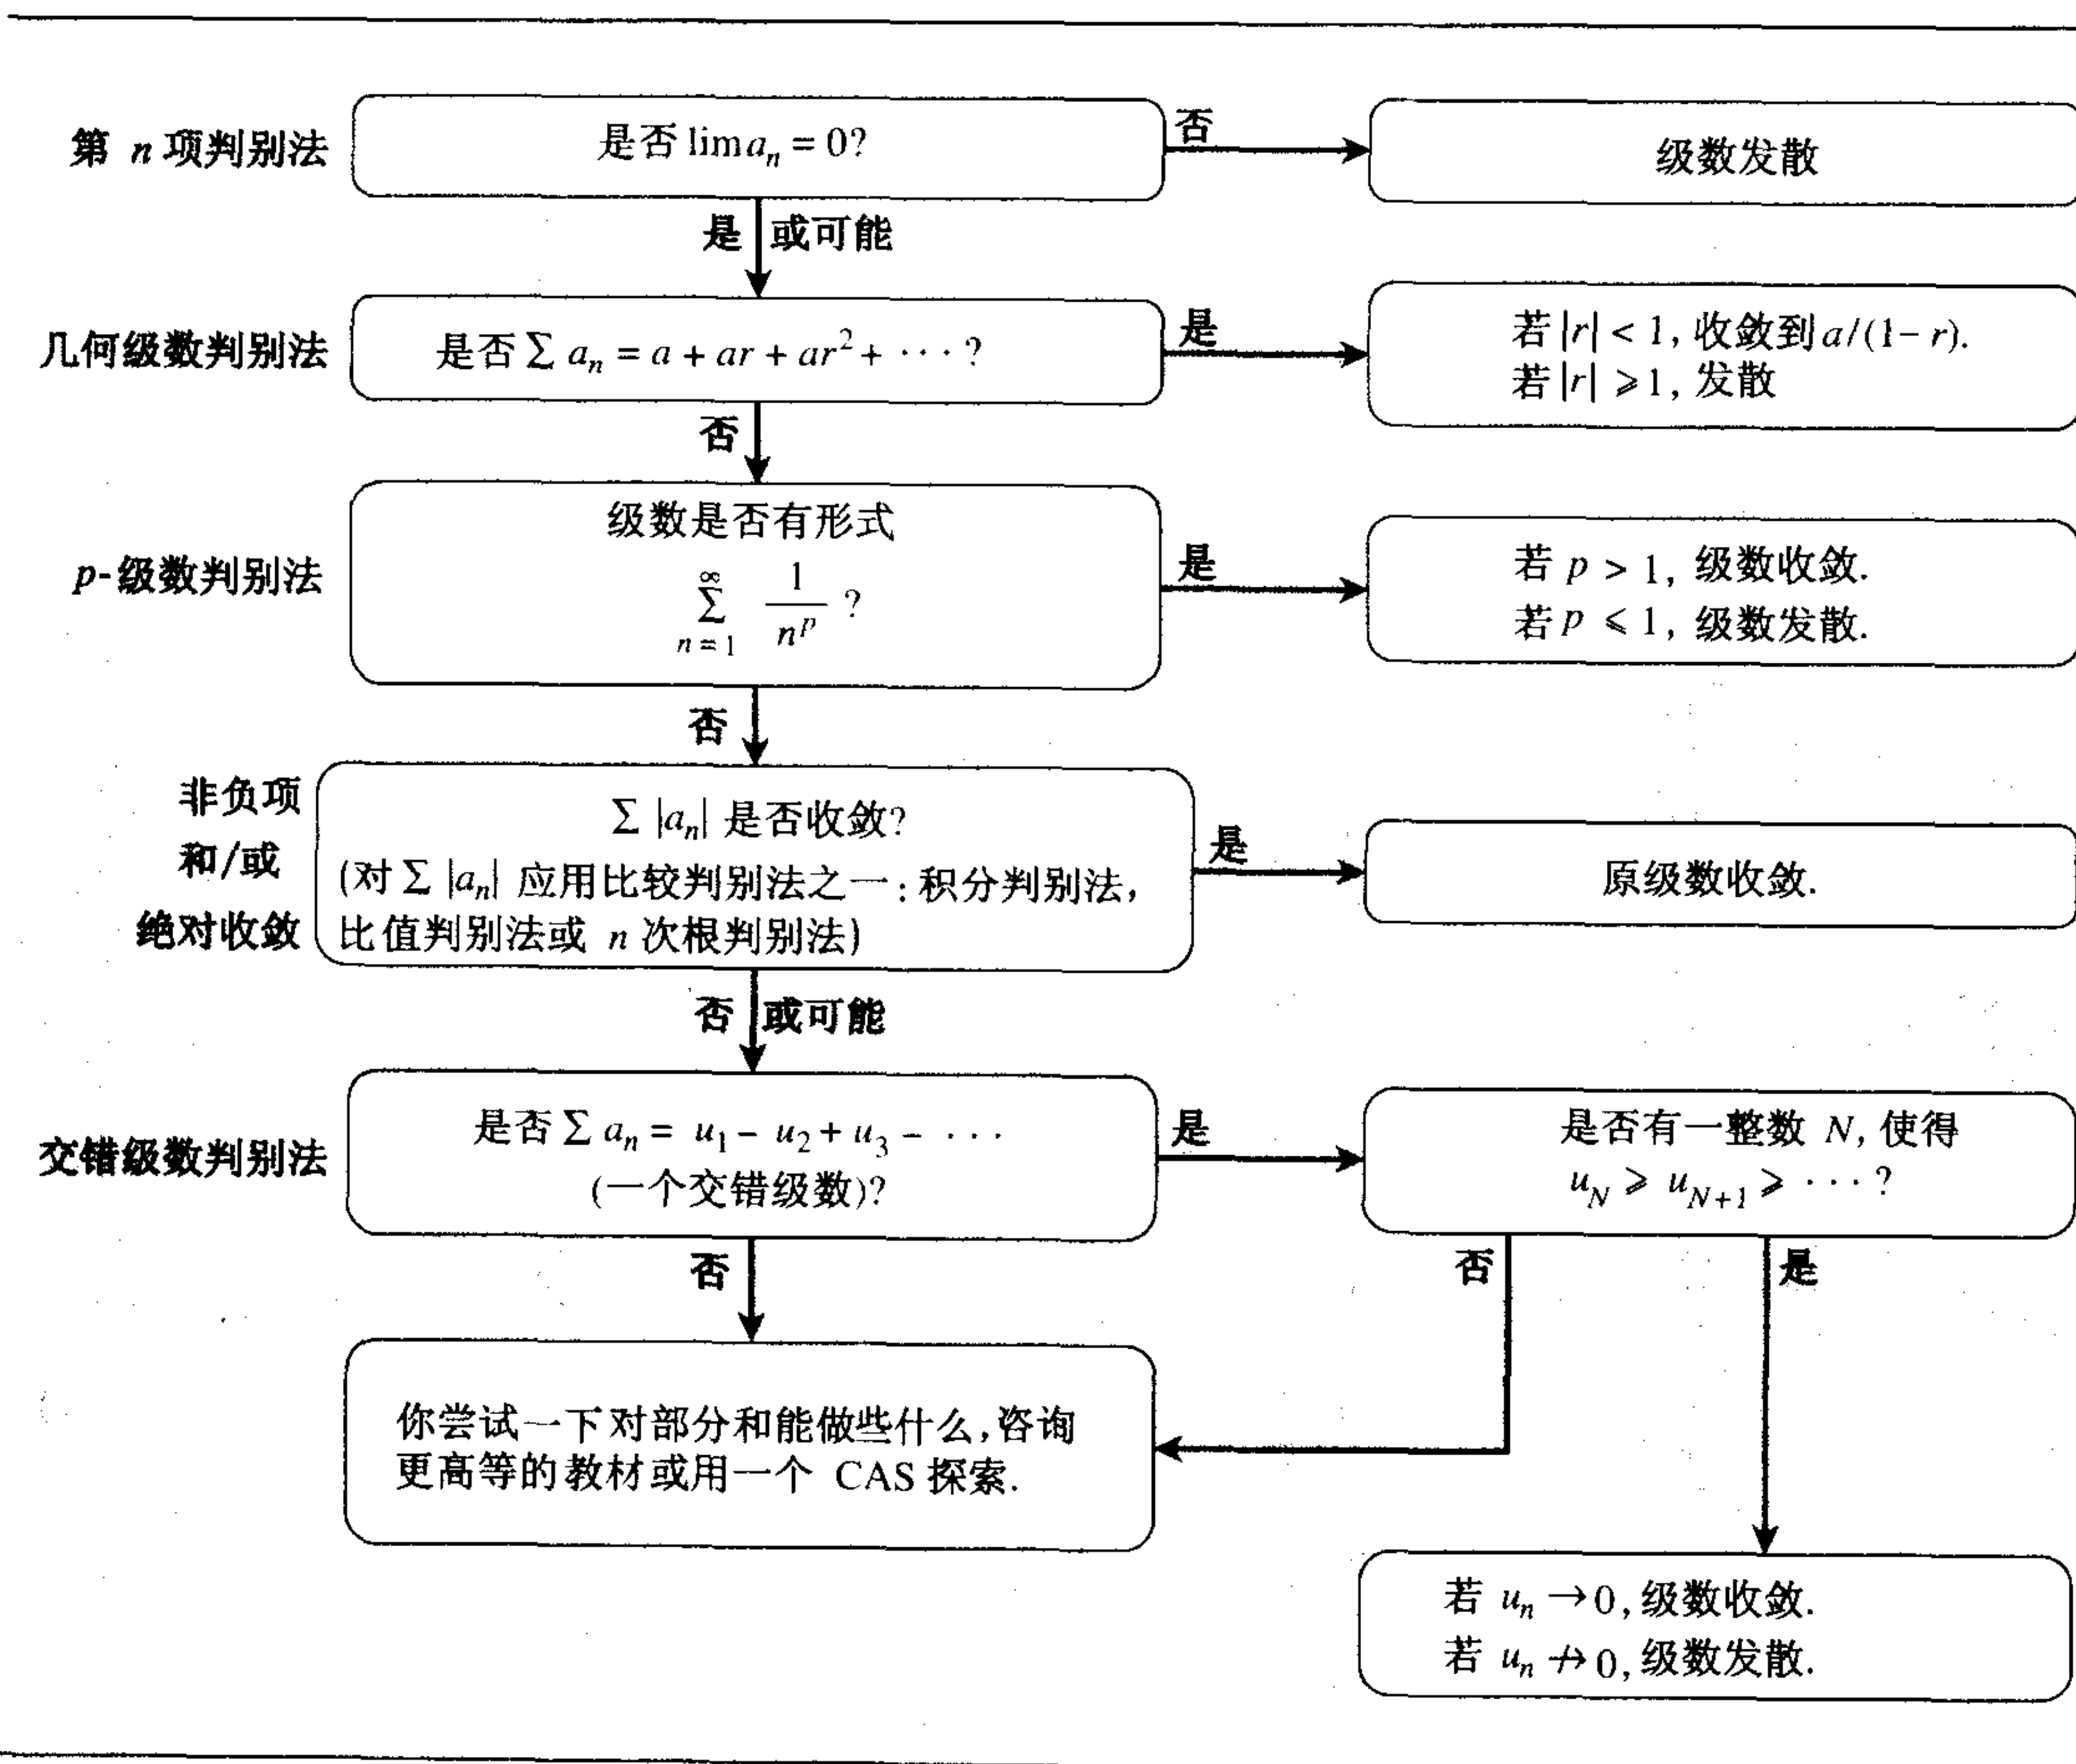 第 n 项判别法
是否 lim aₙ = 0?
否
级数发散
是 或可能
几何级数判别法
是否 ∑ aₙ = a + ar + ar² + ··· ?
是
若 |r| < 1, 收敛到 a/(1− r).
若 |r| ⩾ 1, 发散
否
p-级数判别法
级数是否有形式
∞
∑ 1/nᵖ ?
n = 1
是
若 p > 1, 级数收敛.
若 p ⩽ 1, 级数发散.
否
非负项
和/或
绝对收敛
∑ |aₙ| 是否收敛?
(对 ∑ |aₙ| 应用比较判别法之一: 积分判别法,
比值判别法或 n 次根判别法)
是
原级数收敛.
否 或可能
交错级数判别法
是否 ∑ aₙ = u₁ − u₂ + u₃ − ···
(一个交错级数)?
是
是否有一整数 N, 使得
u_N ⩾ u_{N+1} ⩾ ··· ?
否
否
是
你尝试一下对部分和能做些什么,咨询
更高等的教材或用一个 CAS 探索.
若 uₙ → 0, 级数收敛.
若 uₙ ↛ 0, 级数发散.